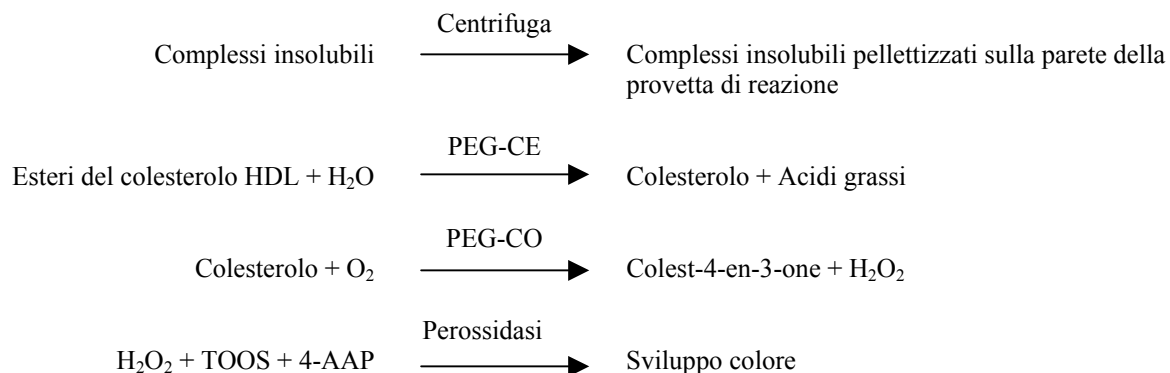 Centrifuga
Complessi insolubili Complessi insolubili pellettizzati sulla parete della
provetta di reazione
PEG-CE
Esteri del colesterolo HDL + H₂O Colesterolo + Acidi grassi
PEG-CO
Colesterolo + O₂ Colest-4-en-3-one + H₂O₂
Perossidasi
H₂O₂ + TOOS + 4-AAP Sviluppo colore